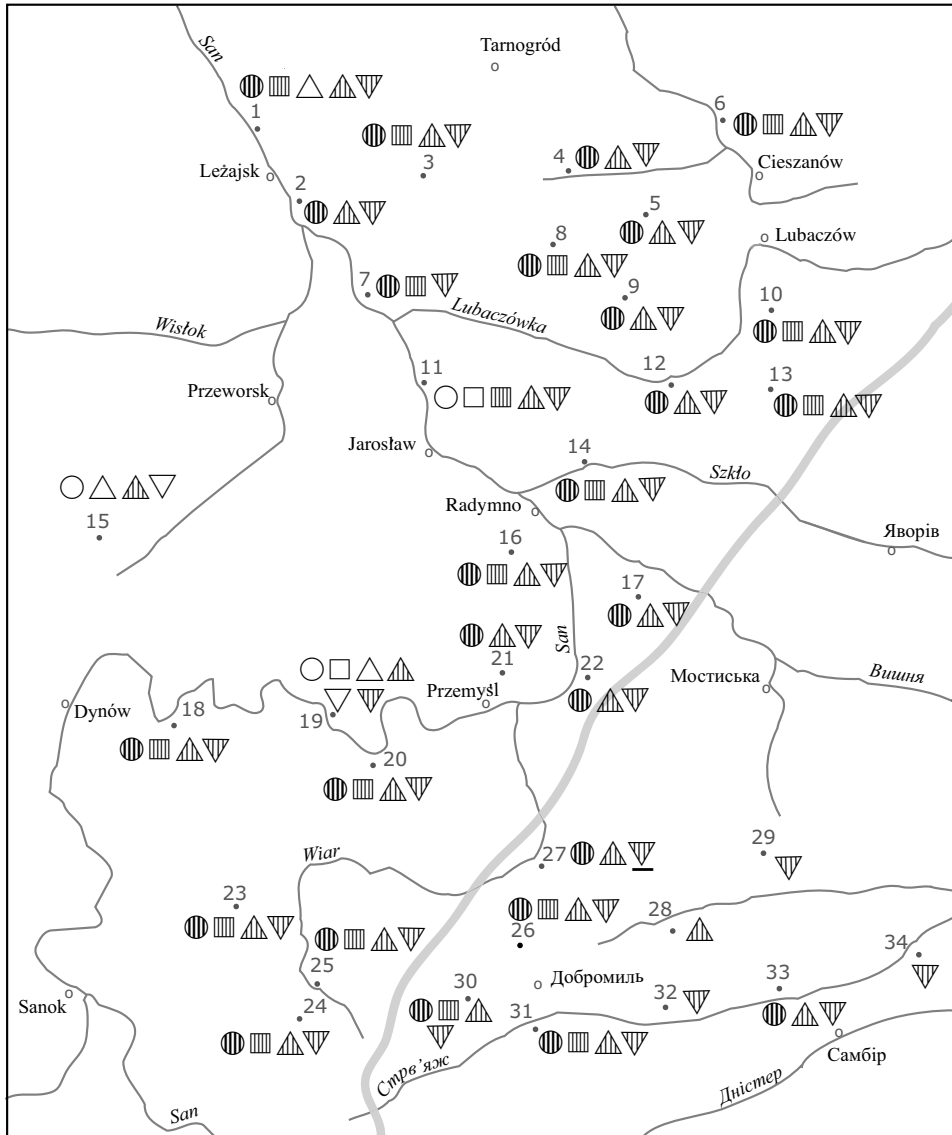 San
Tarnogród
1
3
6
Leżajsk
4
Cieszanów
2
5
8
Lubaczów
7
9
10
Lubaczówka
Wisłok
11
12
13
Przeworsk
Jarosław
14
Szkło
15
Radymno
Яворів
16
17
San
21
22
Мостиська
Вишня
Dynów
18
19
Przemyśl
20
Wiar
27
29
23
26
28
25
34
Sanok
24
30
Добромиль
32
33
31
Самбір
Стрв’яж
Дністер
San